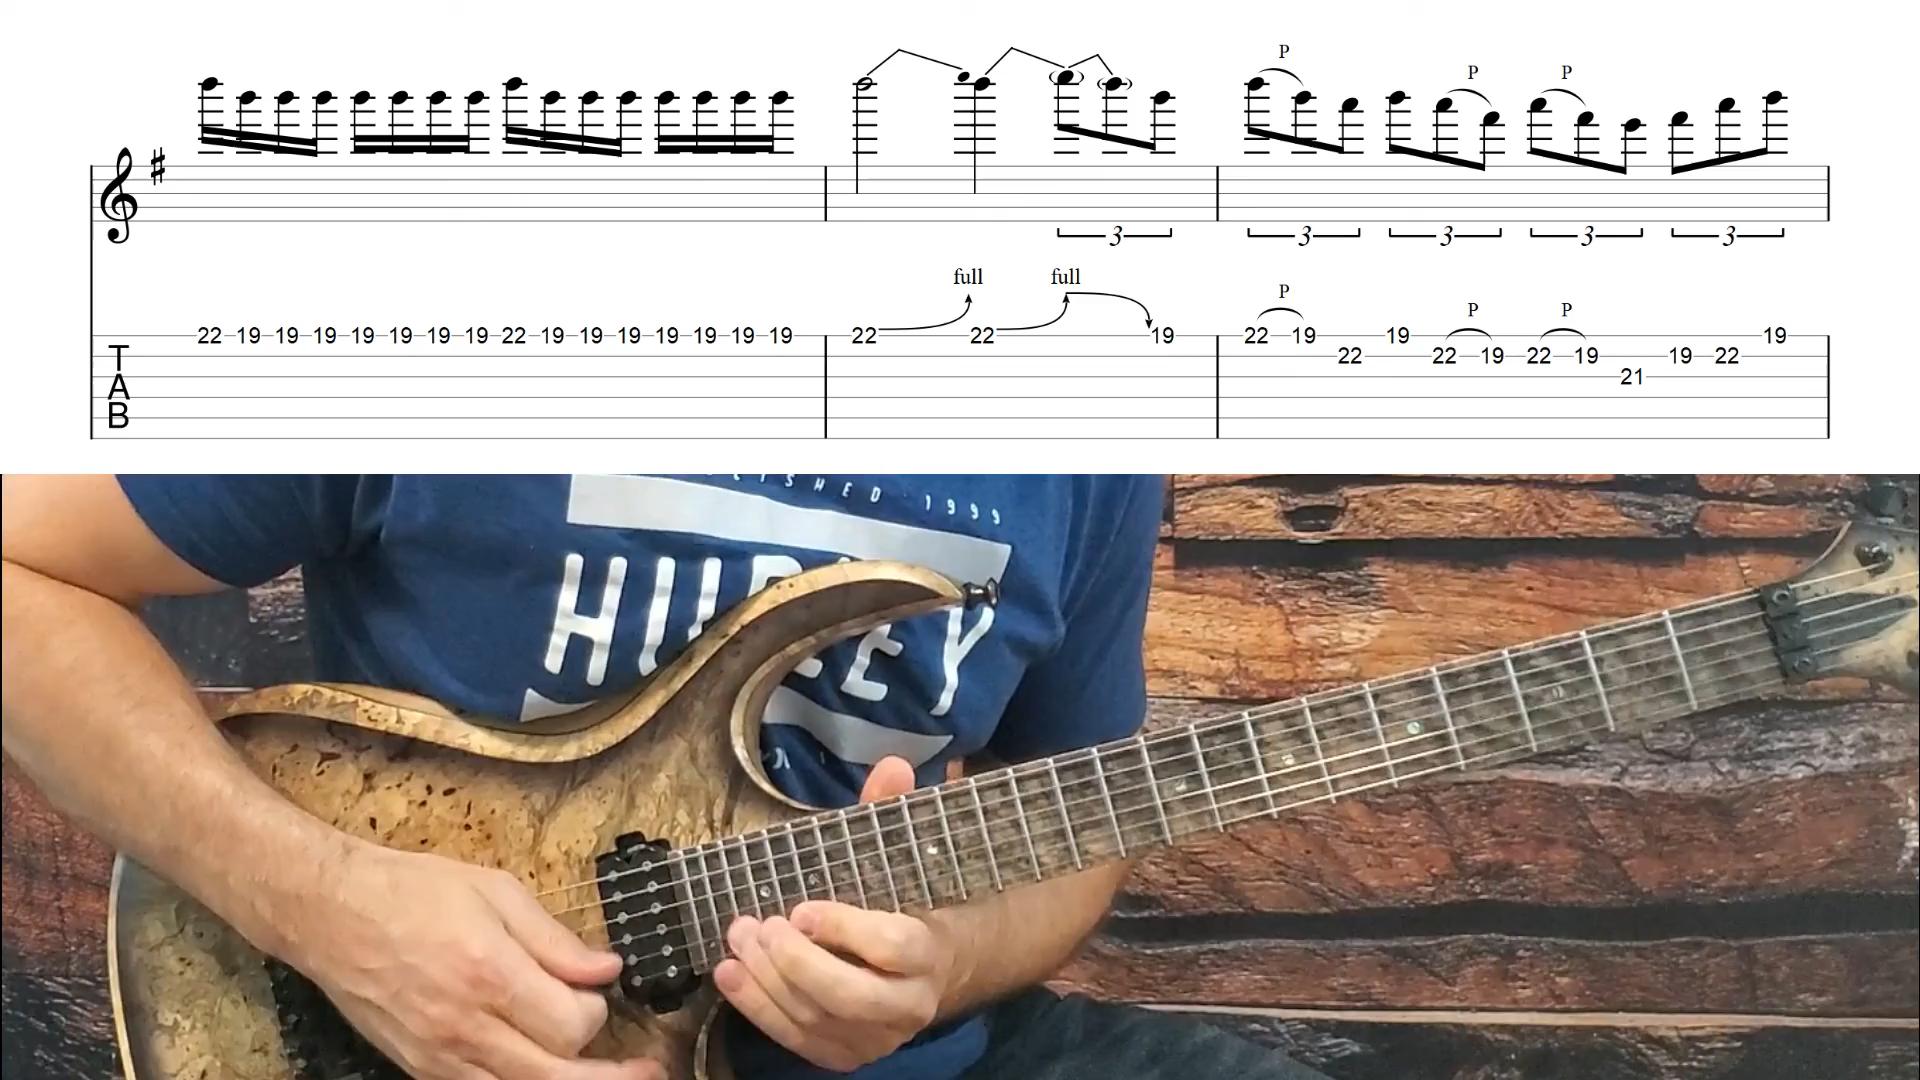 P P P
3 3 3 3 3
full full
P P P
22 19 19 19 19 19 19 19 22 19 19 19 19 19 19 19 22 22 19 22 19 19 19
22 22 19 22 19 19 22
21
T
A
B
1999
HURLEY